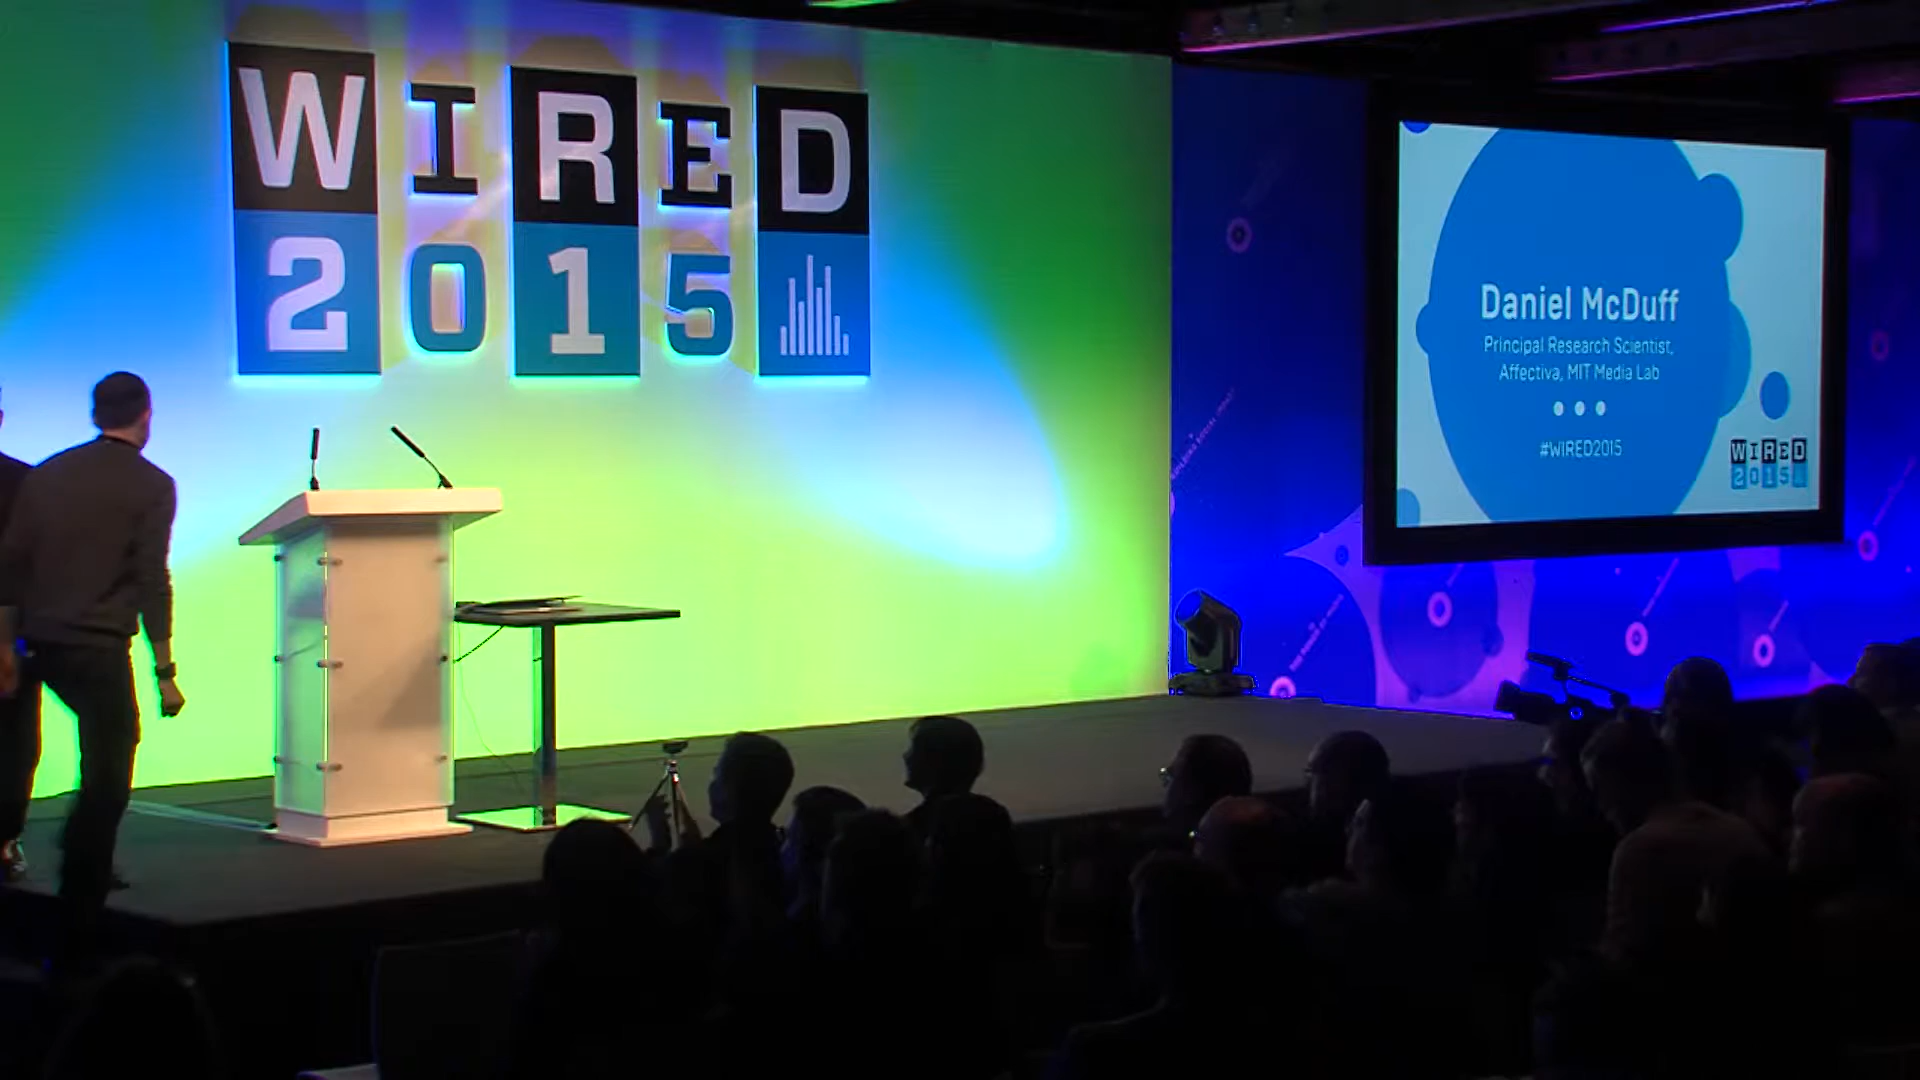 WIRED
2015
Daniel McDuff
Principal Research Scientist,
Affectiva, MIT Media Lab
#WIRED2015
WIRED
2015